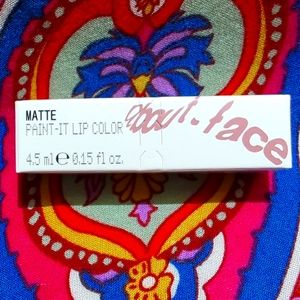 MATTE
PAINT-IT LIP COLOR
4.5 ml ℮ 0.15 fl oz.
about-face